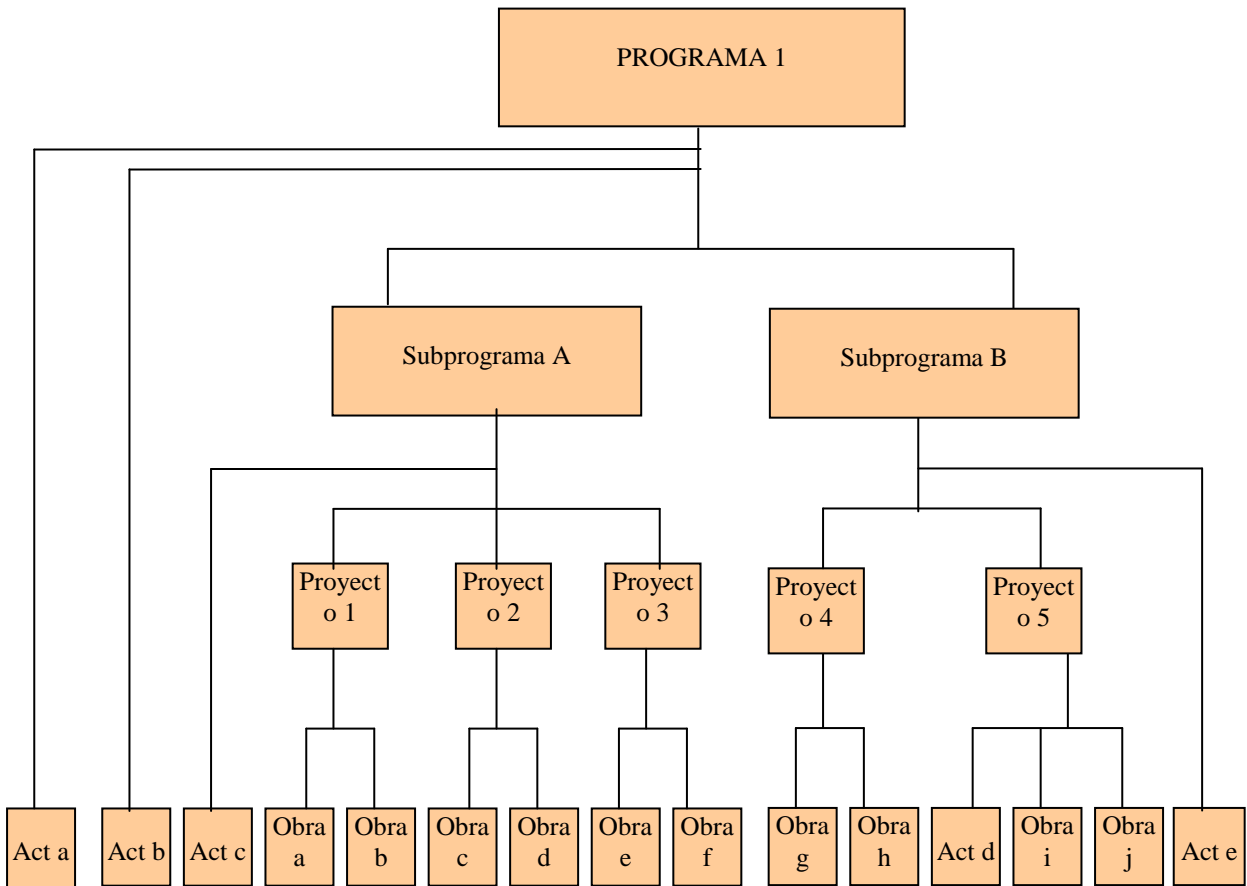 PROGRAMA 1
Subprograma A
Subprograma B
Proyect
o 1
Proyect
o 2
Proyect
o 3
Proyect
o 4
Proyect
o 5
Act a
Act b
Act c
Obra
a
Obra
b
Obra
c
Obra
d
Obra
e
Obra
f
Obra
g
Obra
h
Act d
Obra
i
Obra
j
Act e